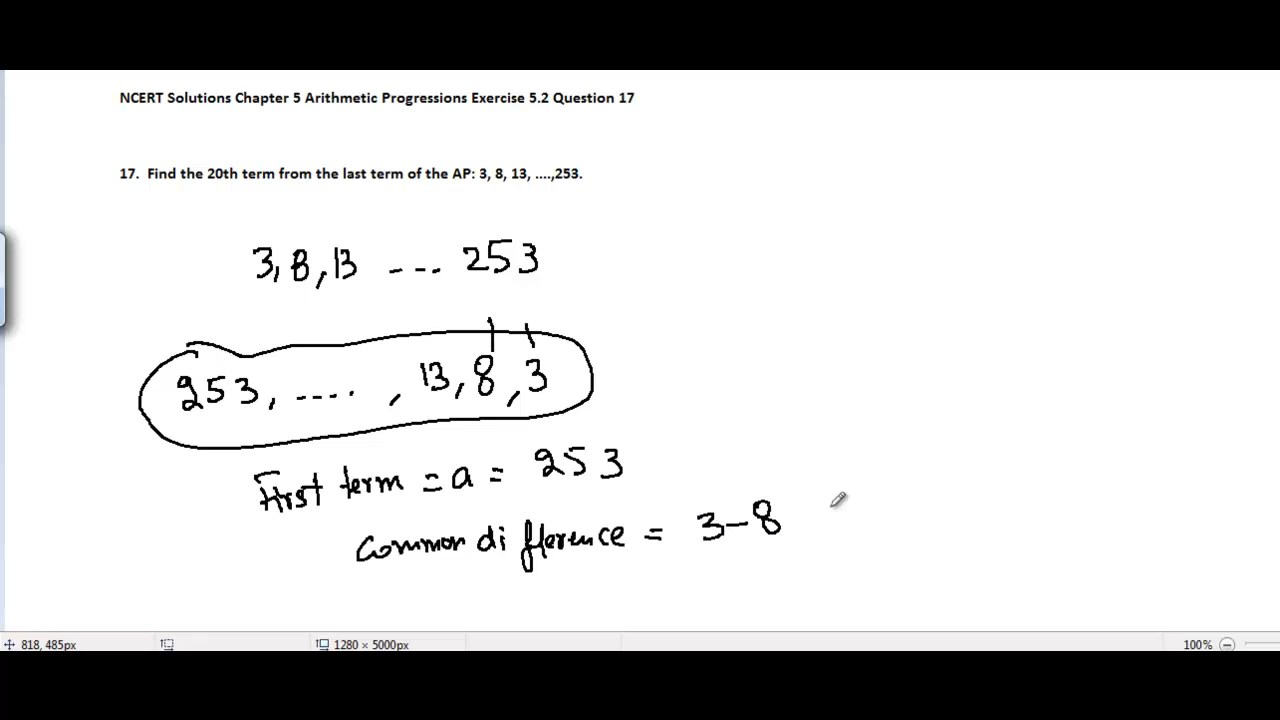 NCERT Solutions Chapter 5 Arithmetic Progressions Exercise 5.2 Question 17
17. Find the 20th term from the last term of the AP: 3, 8, 13, ....,253.
3, 8, 13 --- 253
253, ...., 13, 8, 3
First term = a = 253
Common difference = 3-8
818, 485px
1280 × 5000px
100%